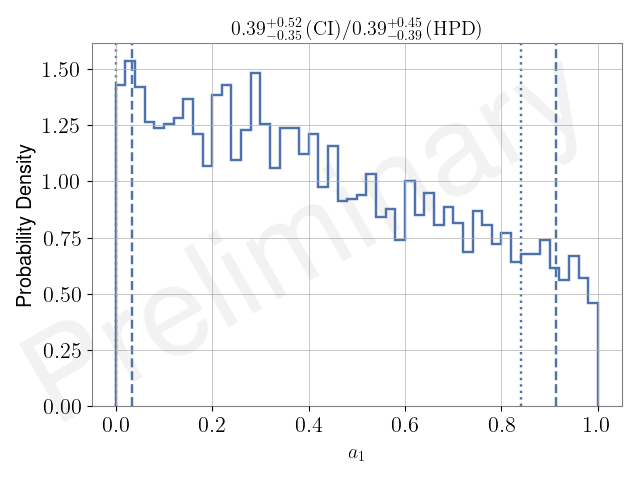 0.39^{+0.52}_{-0.35}(CI)/0.39^{+0.45}_{-0.39}(HPD)
Preliminary
Probability Density
1.50
1.25
1.00
0.75
0.50
0.25
0.00
0.0 0.2 0.4 0.6 0.8 1.0
a_1